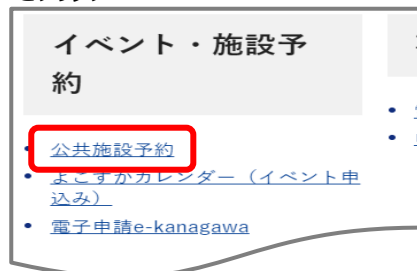 イベント・施設予
約
公共施設予約
よこすかカレンダー（イベント申
込み）
電子申請e-kanagawa